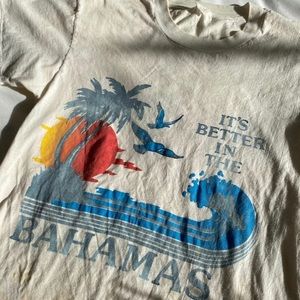 IT'S
BETTER
IN THE
BAHAMAS